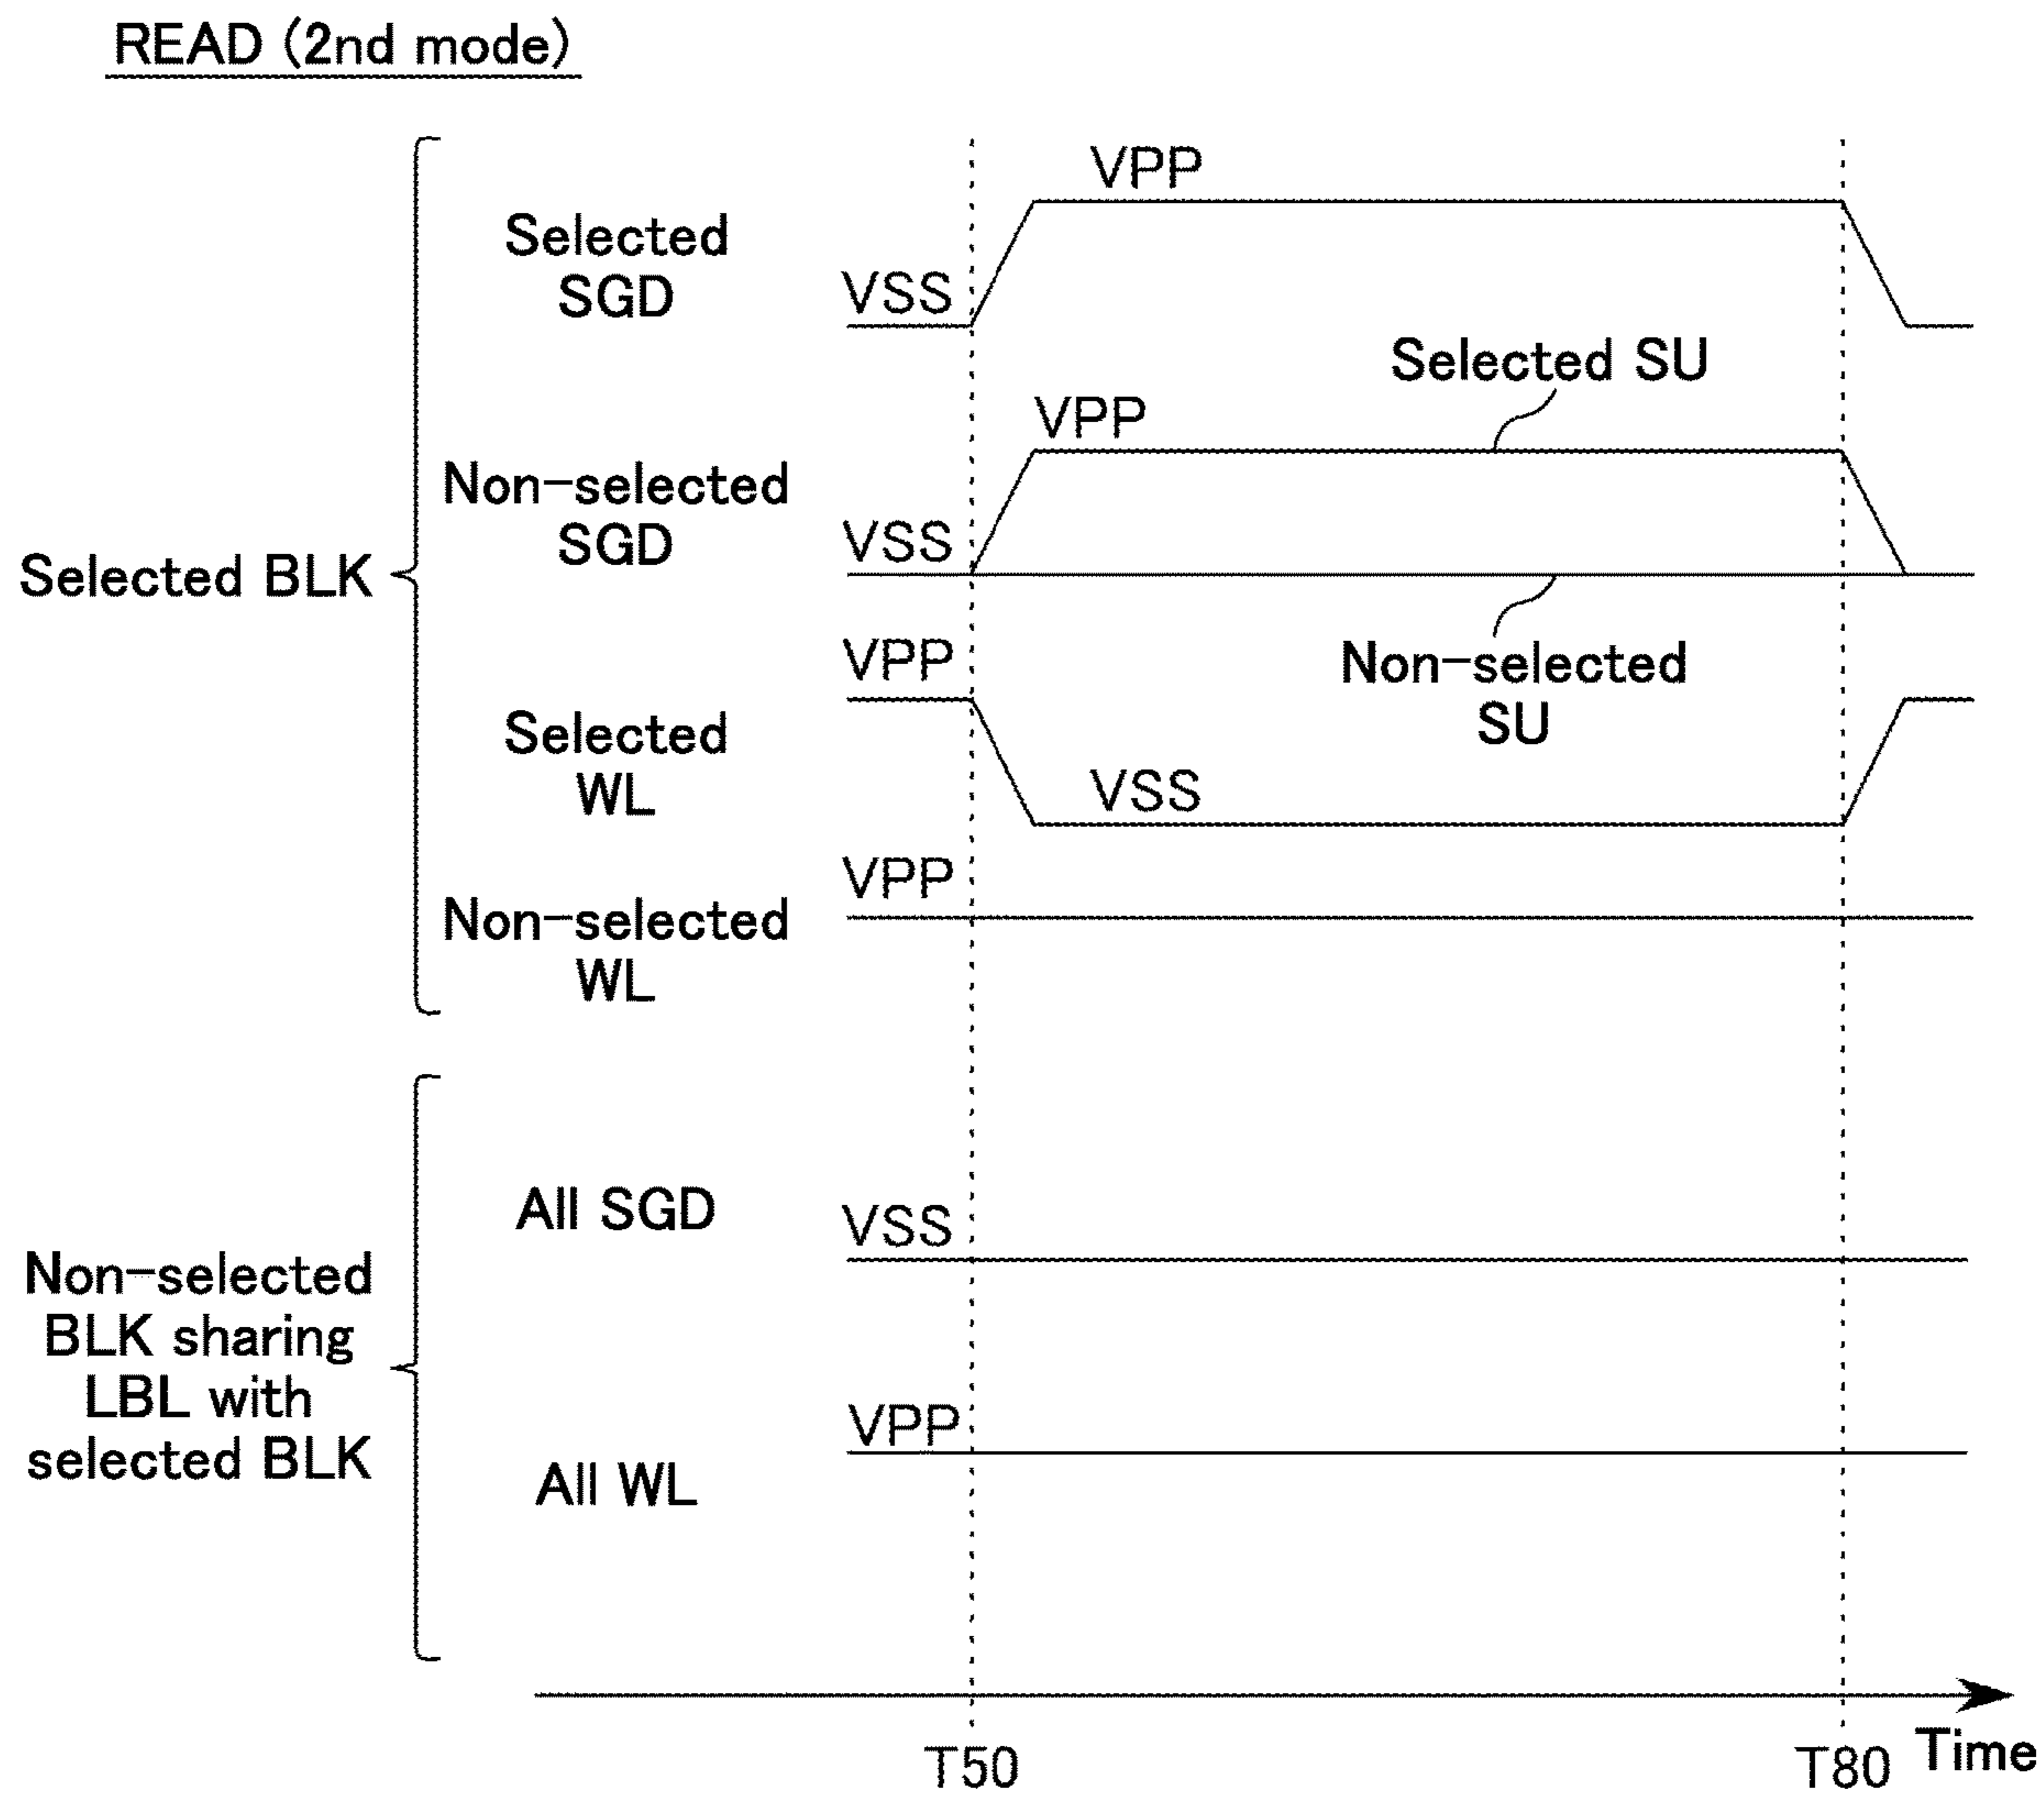 READ (2nd mode)
VPP
Selected
SGD
VSS
Selected SU
VPP
Non-selected
SGD
VSS
Selected BLK
VPP
Non-selected
SU
Selected
WL
VSS
VPP
Non-selected
WL
All SGD
VSS
Non-selected
BLK sharing
LBL with
selected BLK
VPP
All WL
T50
T80
Time